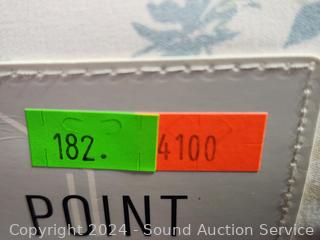 182. 4100
POINT
Copyright 2024 - Sound Auction Service